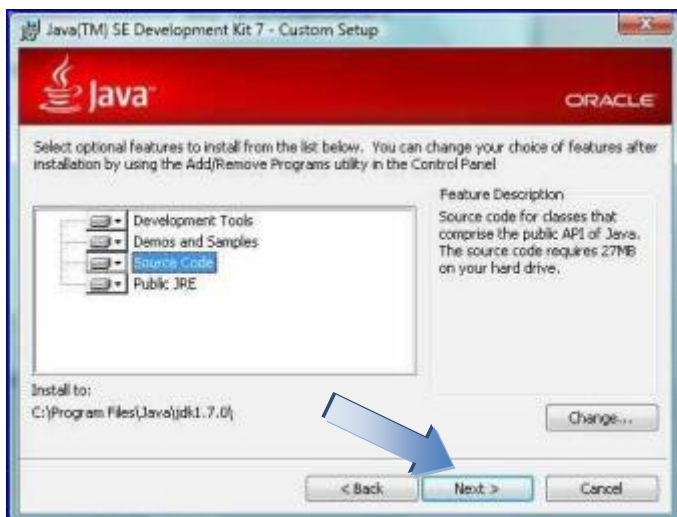 Java(TM) SE Development Kit 7 - Custom Setup
Java
ORACLE
Select optional features to install from the list below. You can change your choice of features after
installation by using the Add/Remove Programs utility in the Control Panel
Development Tools
Demos and Samples
Source Code
Public JRE
Feature Description
Source code for classes that
comprise the public API of Java.
The source code requires 27MB
on your hard drive.
Install to:
C:\Program Files\Java\jdk1.7.0\
Change...
< Back
Next >
Cancel